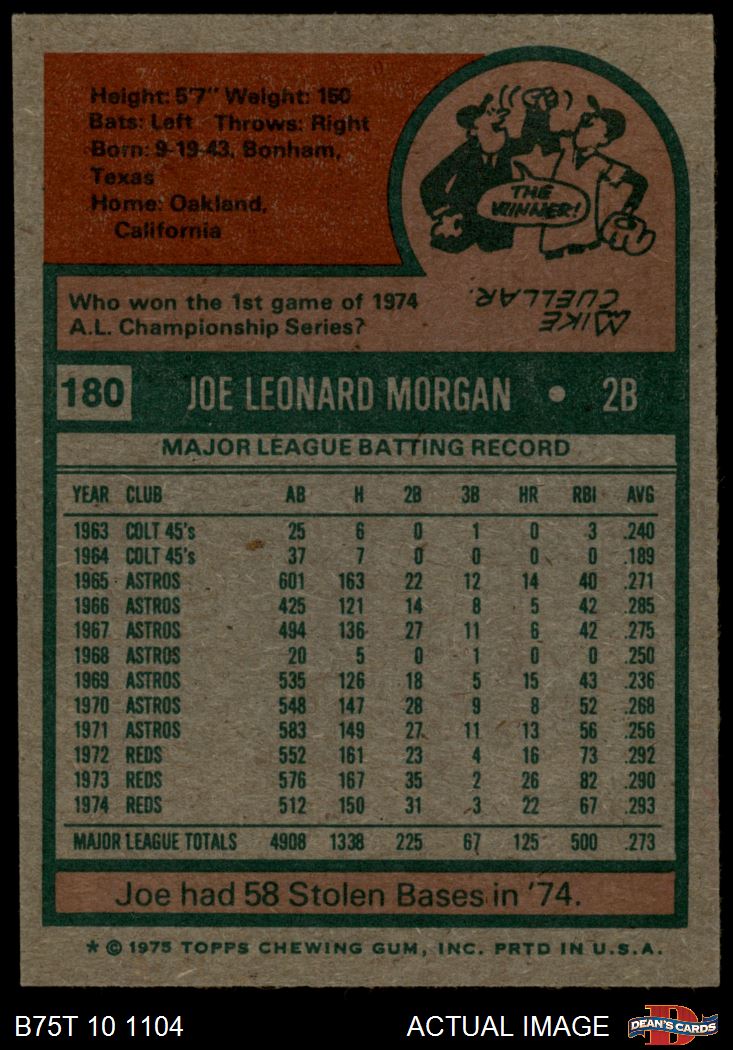 Height: 5'7" Weight: 150
Bats: Left Throws: Right
Born: 9-19-43, Bonham,
Texas
Home: Oakland,
California
THE
WINNER!
Who won the 1st game of 1974
A.L. Championship Series?
MIKE
CUELLAR.
180 JOE LEONARD MORGAN • 2B
MAJOR LEAGUE BATTING RECORD
YEAR CLUB AB H 2B 3B HR RBI AVG
1963 COLT 45's 25 6 0 1 0 3 .240
1964 COLT 45's 37 7 0 0 0 0 .189
1965 ASTROS 601 163 22 12 14 40 .271
1966 ASTROS 425 121 14 8 5 42 .285
1967 ASTROS 494 136 27 11 6 42 .275
1968 ASTROS 20 5 0 1 0 0 .250
1969 ASTROS 535 126 18 5 15 43 .236
1970 ASTROS 548 147 28 9 8 52 .268
1971 ASTROS 583 149 27 11 13 56 .256
1972 REDS 552 161 23 4 16 73 .292
1973 REDS 576 167 35 2 26 82 .290
1974 REDS 512 150 31 3 22 67 .293
MAJOR LEAGUE TOTALS 4908 1338 225 67 125 500 .273
Joe had 58 Stolen Bases in '74.
* © 1975 TOPPS CHEWING GUM, INC. PRTD IN U.S.A.
B75T 10 1104 ACTUAL IMAGE DEAN'S CARDS